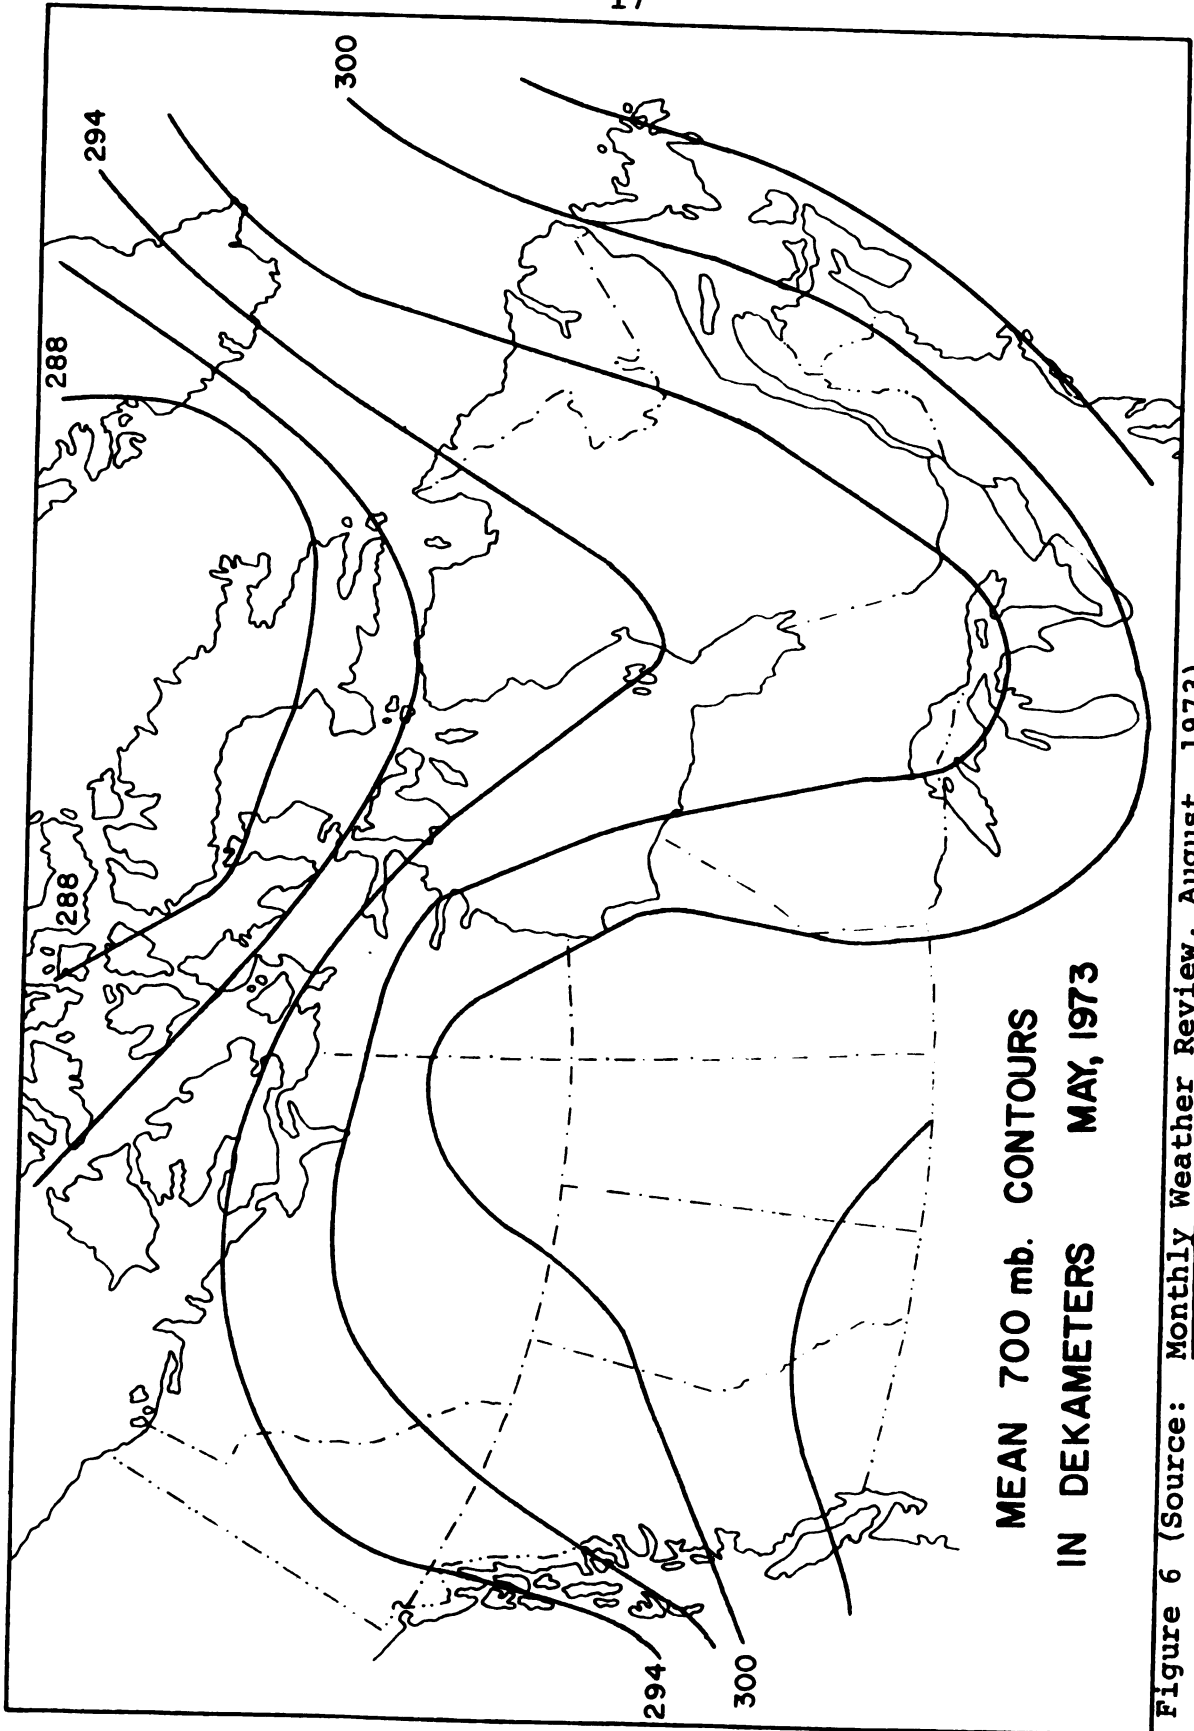 17
300
294
288
288
294
300
MEAN 700 mb. CONTOURS
IN DEKAMETERS MAY, 1973
Figure 6 (Source: Monthly Weather Review, August, 1973)